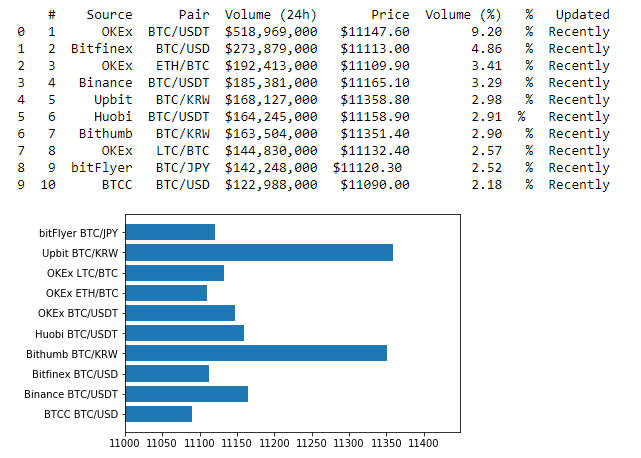 # Source Pair Volume (24h) Price Volume (%) % Updated
0 1 OKEx BTC/USDT $518,969,000 $11147.60 9.20 % Recently
1 2 Bitfinex BTC/USD $273,879,000 $11113.00 4.86 % Recently
2 3 OKEx ETH/BTC $192,413,000 $11109.90 3.41 % Recently
3 4 Binance BTC/USDT $185,381,000 $11165.10 3.29 % Recently
4 5 Upbit BTC/KRW $168,127,000 $11358.80 2.98 % Recently
5 6 Huobi BTC/USDT $164,245,000 $11158.90 2.91 % Recently
6 7 Bithumb BTC/KRW $163,504,000 $11351.40 2.90 % Recently
7 8 OKEx LTC/BTC $144,830,000 $11132.40 2.57 % Recently
8 9 bitFlyer BTC/JPY $142,248,000 $11120.30 2.52 % Recently
9 10 BTCC BTC/USD $122,988,000 $11090.00 2.18 % Recently
bitFlyer BTC/JPY
Upbit BTC/KRW
OKEx LTC/BTC
OKEx ETH/BTC
OKEx BTC/USDT
Huobi BTC/USDT
Bithumb BTC/KRW
Bitfinex BTC/USD
Binance BTC/USDT
BTCC BTC/USD
11000 11050 11100 11150 11200 11250 11300 11350 11400